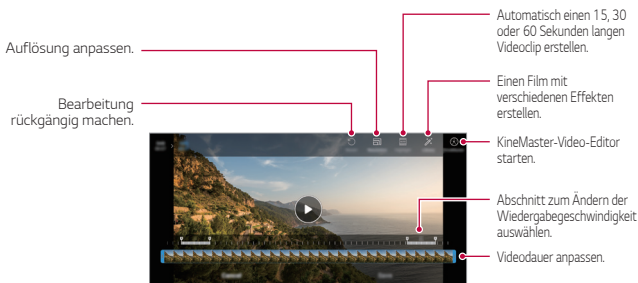 Automatisch einen 15, 30
oder 60 Sekunden langen
Videoclip erstellen.
Auflösung anpassen.
Einen Film mit
verschiedenen Effekten
erstellen.
Bearbeitung
rückgängig machen.
KineMaster-Video-Editor
starten.
Abschnitt zum Ändern der
Wiedergabegeschwindigkeit
auswählen.
Videodauer anpassen.